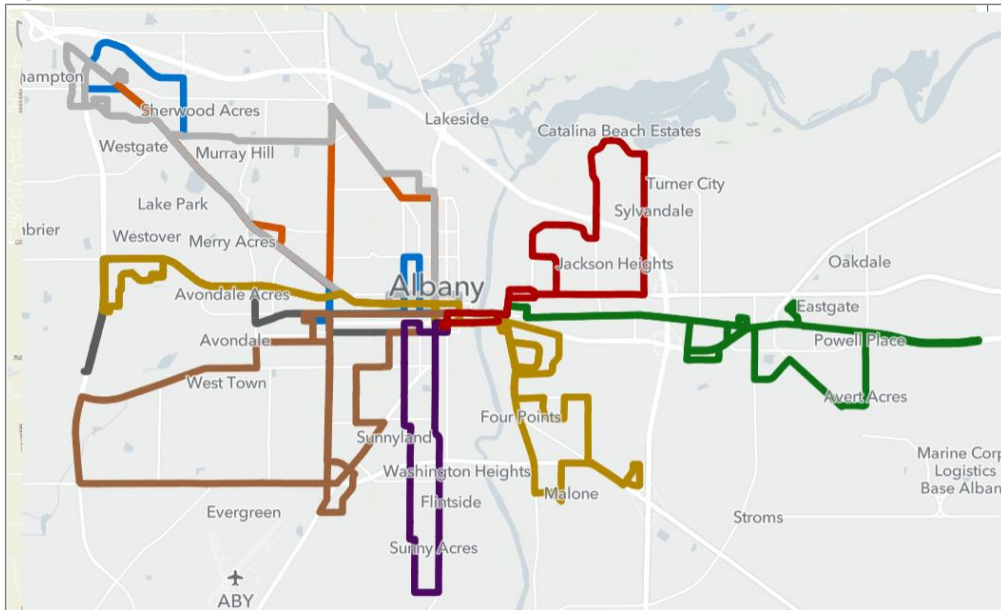 Lakeside
hampton
Sherwood Acres
Catalina Beach Estates
Westgate
Murray Hill
Turner City
Lake Park
Sylvandale
nbrier
Westover
Merry Acres
Jackson Heights
Oakdale
Albany
Avondale Acres
Eastgate
Avondale
Powell Place
West Town
Avert Acres
Four Points
Sunnyland
Marine Corp
Logistics
Base Alban
Washington Heights
Malone
Flintside
Evergreen
Stroms
Sunny Acres
ABY